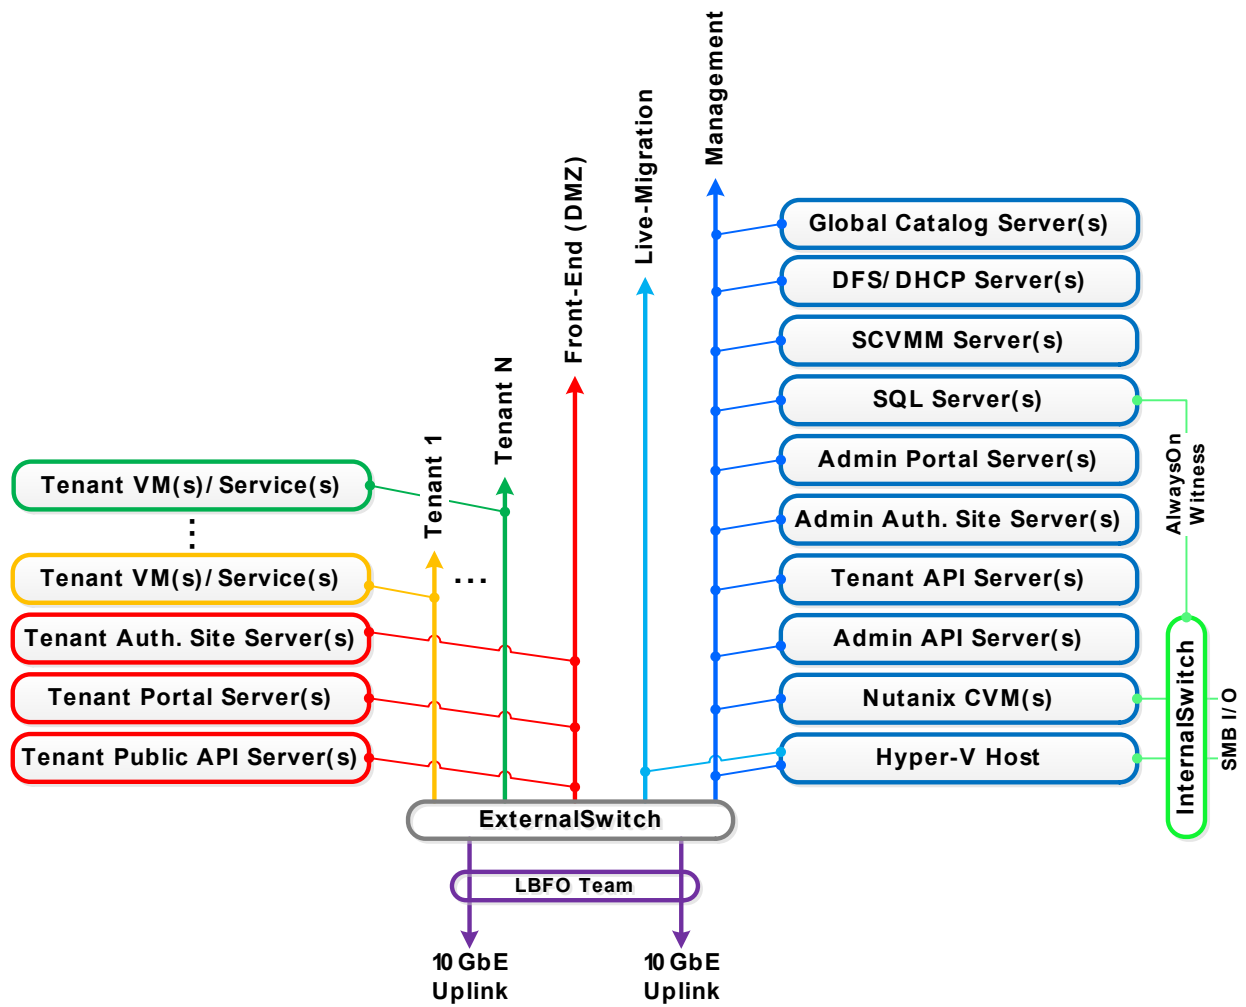 Management
Live-Migration
Front-End (DMZ)
Tenant N
Tenant 1
...
Global Catalog Server(s)
DFS/ DHCP Server(s)
SCVMM Server(s)
SQL Server(s)
Admin Portal Server(s)
Admin Auth. Site Server(s)
Tenant API Server(s)
Admin API Server(s)
Nutanix CVM(s)
Hyper-V Host
AlwaysOn
Witness
InternalSwitch
SMB I/O
Tenant VM(s)/ Service(s)
...
Tenant VM(s)/ Service(s)
Tenant Auth. Site Server(s)
Tenant Portal Server(s)
Tenant Public API Server(s)
ExternalSwitch
LBFO Team
10 GbE
Uplink
10 GbE
Uplink